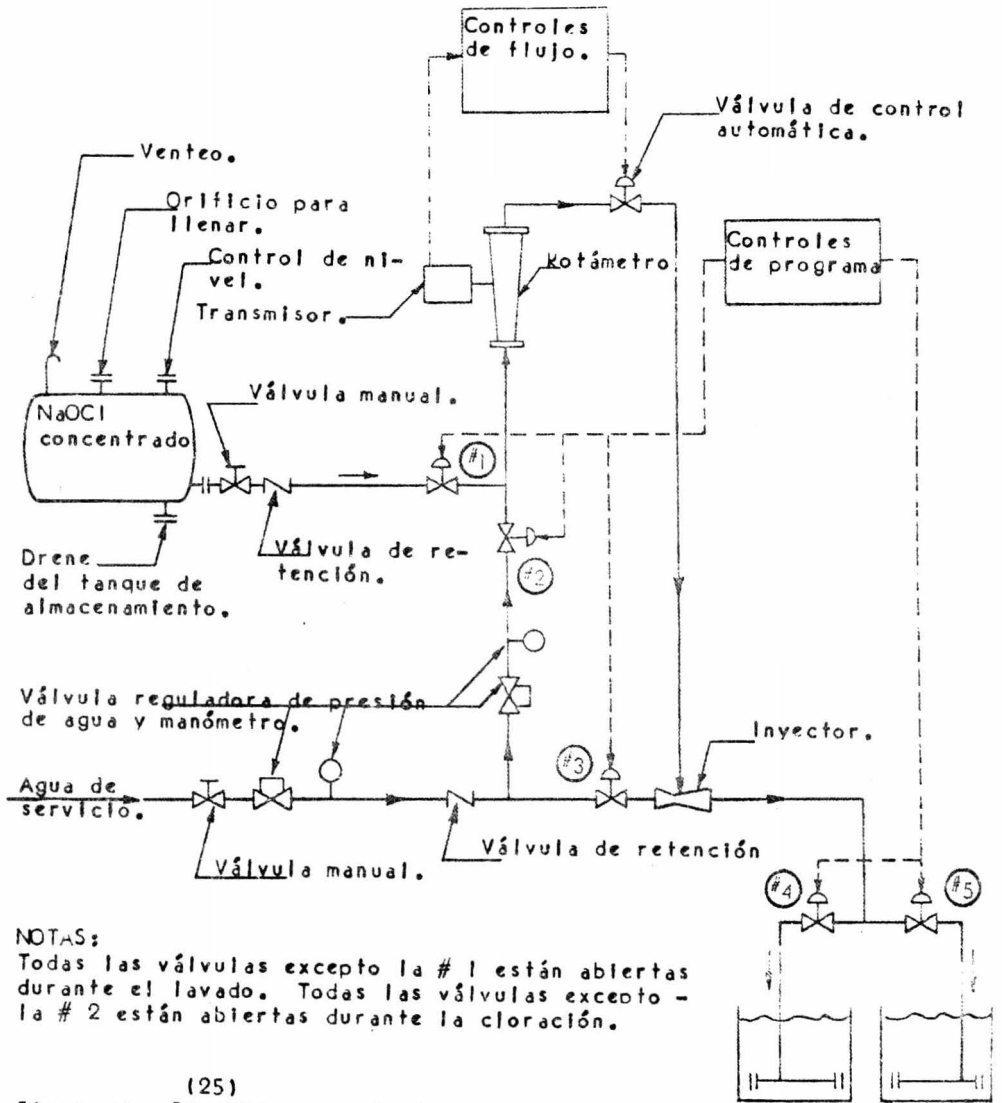 Controles
de flujo.
Válvula de control
automática.
Venteo.
Orificio para
llenar.
Control de ni-
vel.
Transmisor.
Rotámetro
Controles
de programa
Válvula manual.
NaOCl
concentrado
#1
Drene
del tanque de
almacenamiento.
Válvula de re-
tención.
#2
Válvula reguladora de presión
de agua y manómetro.
Inyector.
#3
Agua de
servicio.
Válvula manual.
Válvula de retención
#4
#5
NOTAS:
Todas las válvulas excepto la # 1 están abiertas
durante el lavado. Todas las válvulas excepto -
la # 2 están abiertas durante la cloración.
(25)